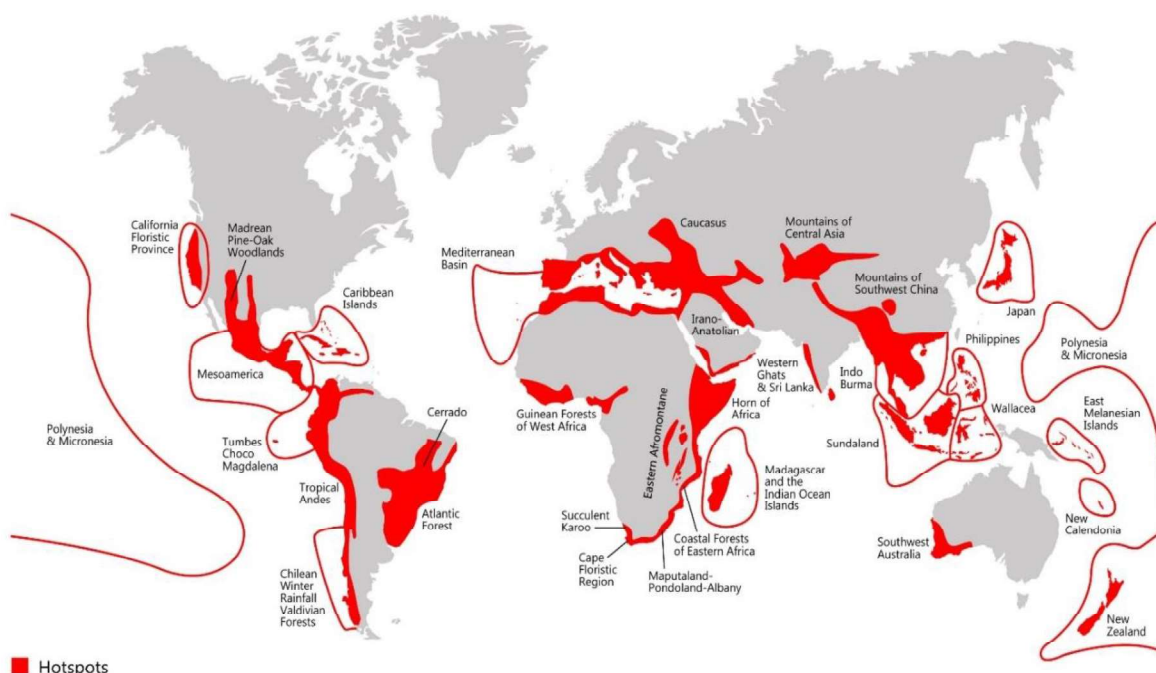 California
Floristic
Province
Madrean
Pine-Oak
Woodlands
Caribbean
Islands
Mesoamerica
Polynesia
& Micronesia
Tumbes
Choco
Magdalena
Tropical
Andes
Cerrado
Atlantic
Forest
Chilean
Winter
Rainfall
Valdivian
Forests
Mediterranean
Basin
Caucasus
Irano-
Anatolian
Mountains of
Central Asia
Mountains of
Southwest China
Western
Ghats
& Sri Lanka
Guinean Forests
of West Africa
Horn of
Africa
Eastern Afromontane
Madagascar
and the
Indian Ocean
Islands
Succulent
Karoo
Cape
Floristic
Region
Coastal Forests
of Eastern Africa
Maputaland-
Pondoland-Albany
Indo
Burma
Japan
Philippines
Polynesia
& Micronesia
Sundaland
Wallacea
East
Melanesian
Islands
Southwest
Australia
New
Calendonia
New
Zealand
Hotspots